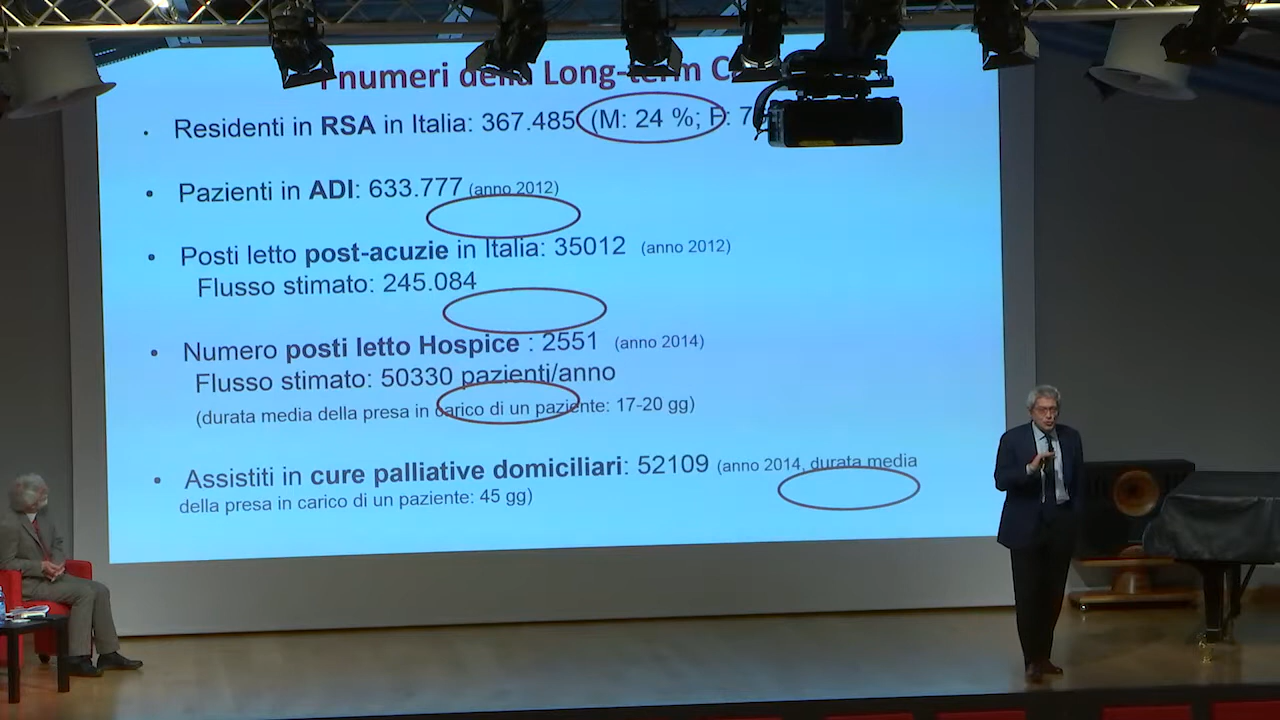 I numeri della Long-term C
. Residenti in RSA in Italia: 367.485 (M: 24 %; F: 7
• Pazienti in ADI: 633.777 (anno 2012)
• Posti letto post-acuzie in Italia: 35012 (anno 2012)
Flusso stimato: 245.084
• Numero posti letto Hospice : 2551 (anno 2014)
Flusso stimato: 50330 pazienti/anno
(durata media della presa in carico di un paziente: 17-20 gg)
• Assistiti in cure palliative domiciliari: 52109 (anno 2014, durata media
della presa in carico di un paziente: 45 gg)